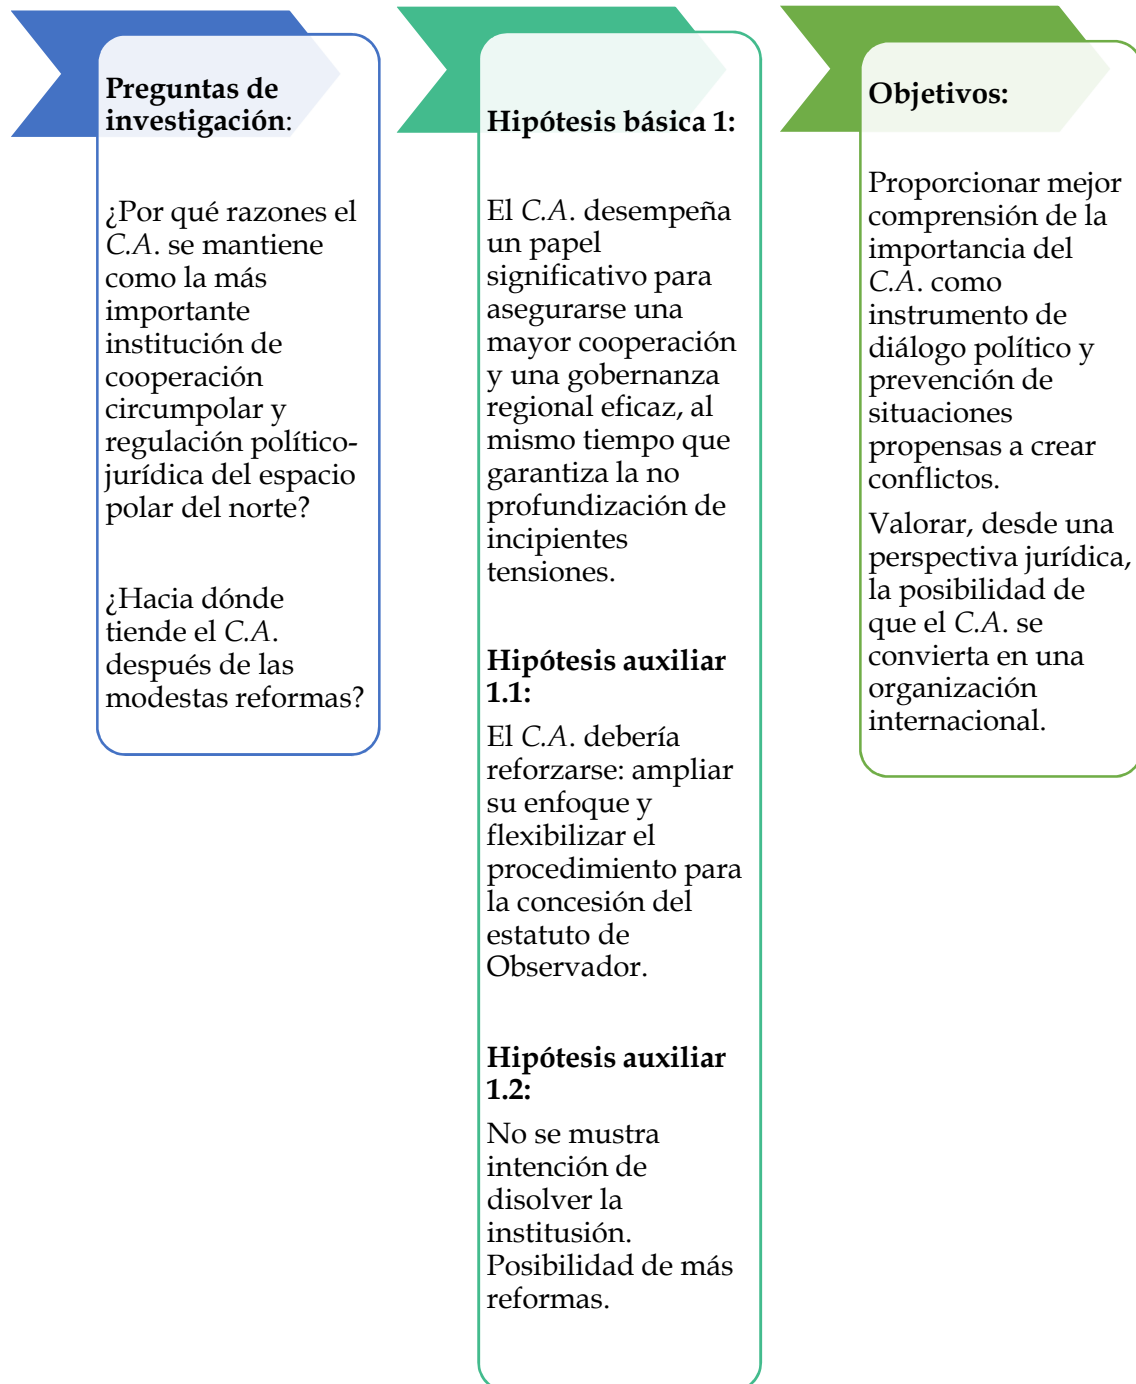 Preguntas de
investigación:
¿Por qué razones el
C.A. se mantiene
como la más
importante
institución de
cooperación
circumpolar y
regulación político-
jurídica del espacio
polar del norte?
¿Hacia dónde
tiende el C.A.
después de las
modestas reformas?
Hipótesis básica 1:
El C.A. desempeña
un papel
significativo para
asegurarse una
mayor cooperación
y una gobernanza
regional eficaz, al
mismo tiempo que
garantiza la no
profundización de
incipientes
tensiones.
Hipótesis auxiliar
1.1:
El C.A. debería
reforzarse: ampliar
su enfoque y
flexibilizar el
procedimiento para
la concesión del
estatuto de
Observador.
Hipótesis auxiliar
1.2:
No se mustra
intención de
disolver la
institusión.
Posibilidad de más
reformas.
Objetivos:
Proporcionar mejor
comprensión de la
importancia del
C.A. como
instrumento de
diálogo político y
prevención de
situaciones
propensas a crear
conflictos.
Valorar, desde una
perspectiva jurídica,
la posibilidad de
que el C.A. se
convierta en una
organización
internacional.